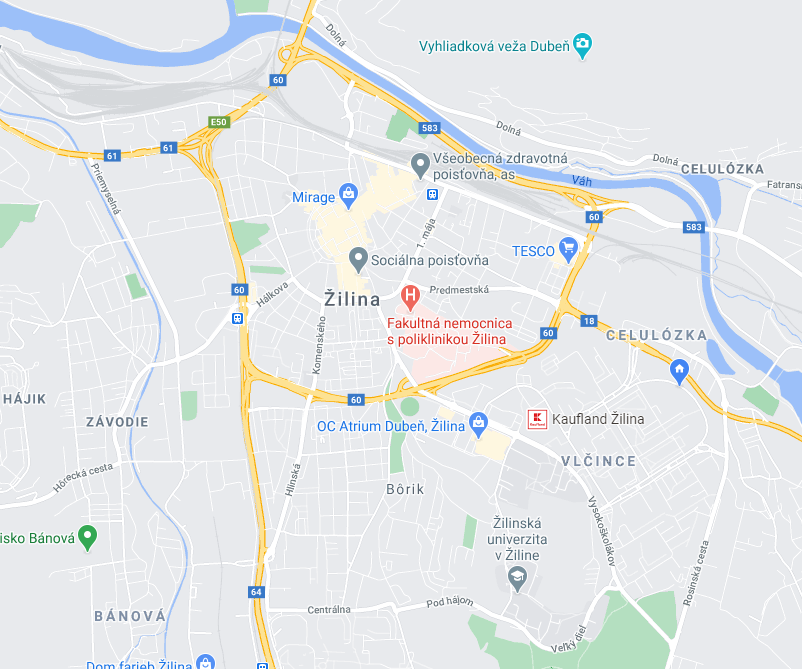 Dolná
Vyhliadková veža Dubeň
60
E50
583
Dolná
61
61
Všeobecná zdravotná
poisťovňa, as
Dolná
CELULÓZKA
Priemyselná
Váh
Fatrans
Mirage
60
583
1. mája
TESCO
Sociálna poisťovňa
60
Hálkova
Predmestská
Žilina
H
Fakultná nemocnica
s poliklinikou Žilina
18
60
CELULÓZKA
Komenského
HÁJIK
60
ZÁVODIE
OC Atrium Dubeň, Žilina
K
Kaufland
Kaufland Žilina
VLČINCE
Hôrecká cesta
Hlinská
Bôrik
Vysokoškolákov
isko Bánová
Žilinská
univerzita
v Žiline
Rosinská cesta
64
BÁNOVÁ
Centrálna
Pod hájom
Veľký diel
Dom farieb Žilina